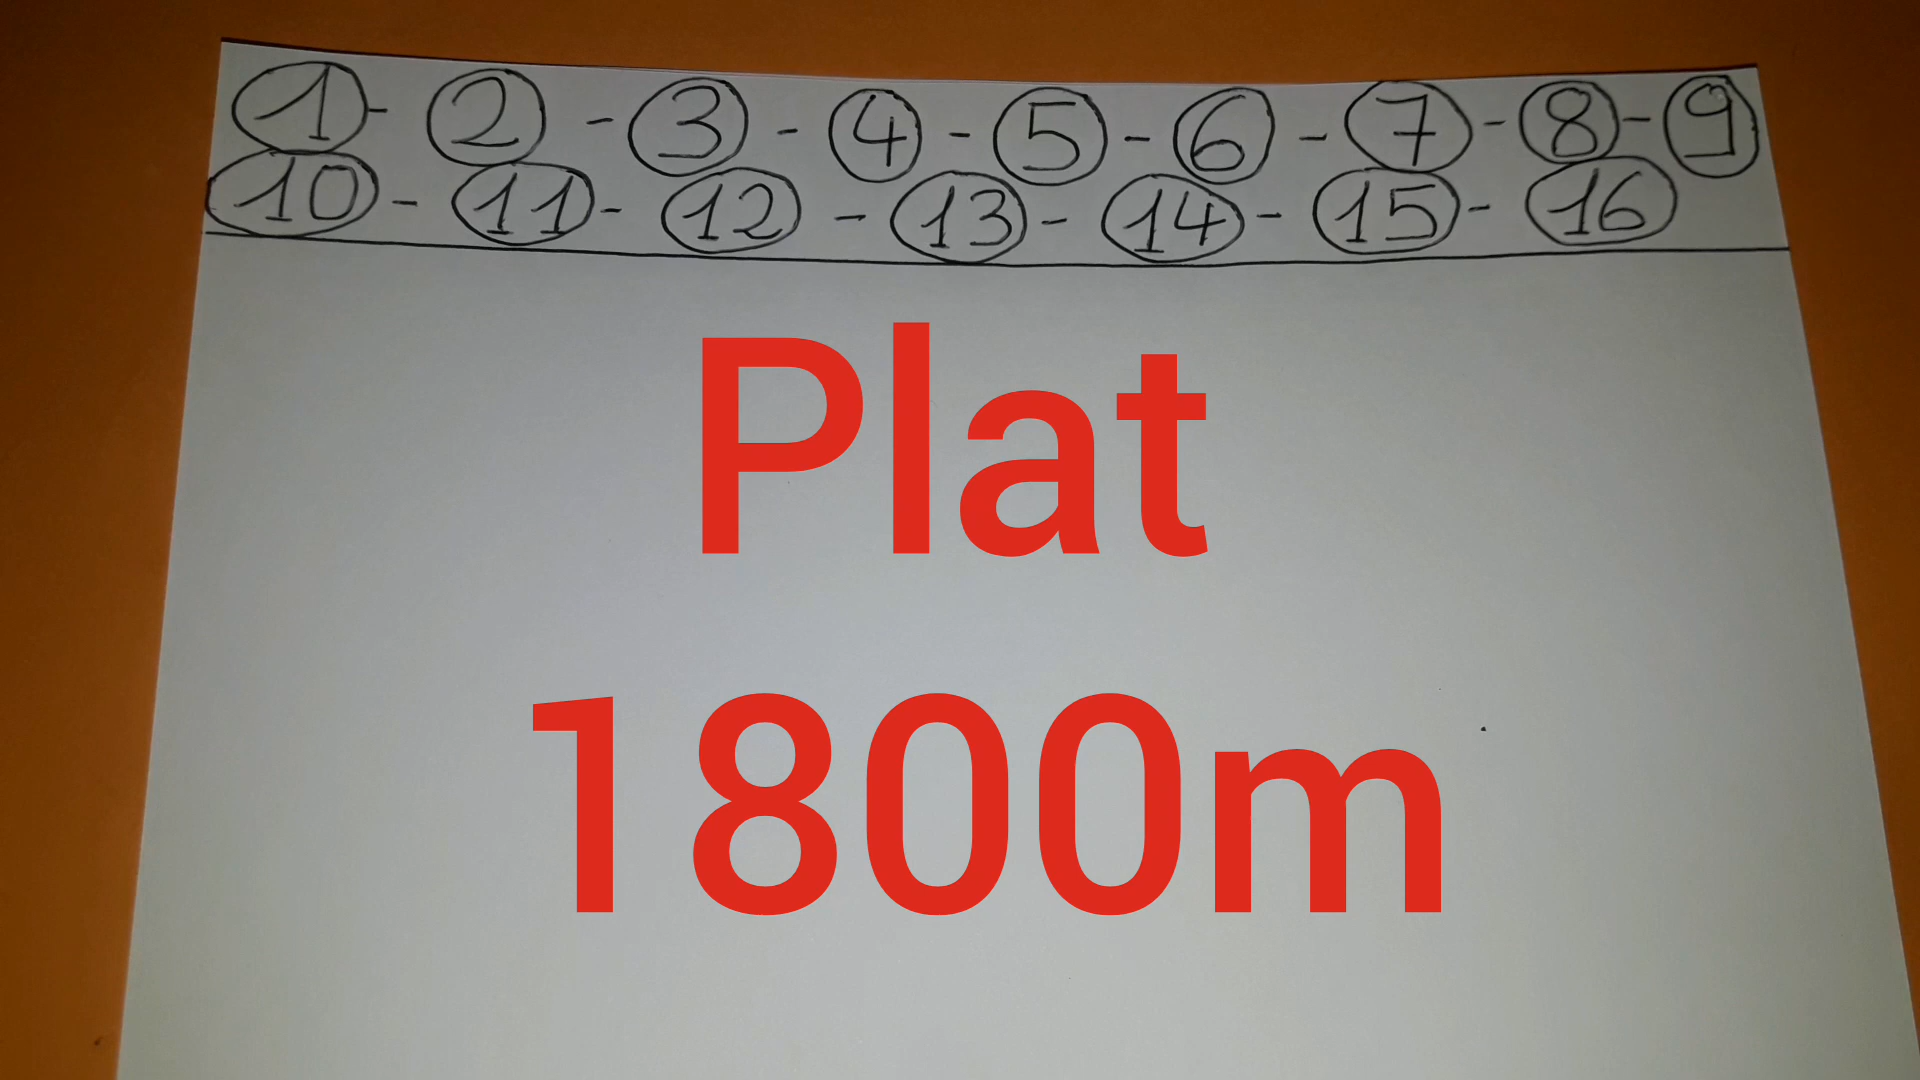 1 - 2 - 3 - 4 - 5 - 6 - 7 - 8 - 9
10 - 11 - 12 - 13 - 14 - 15 - 16
Plat
1800m